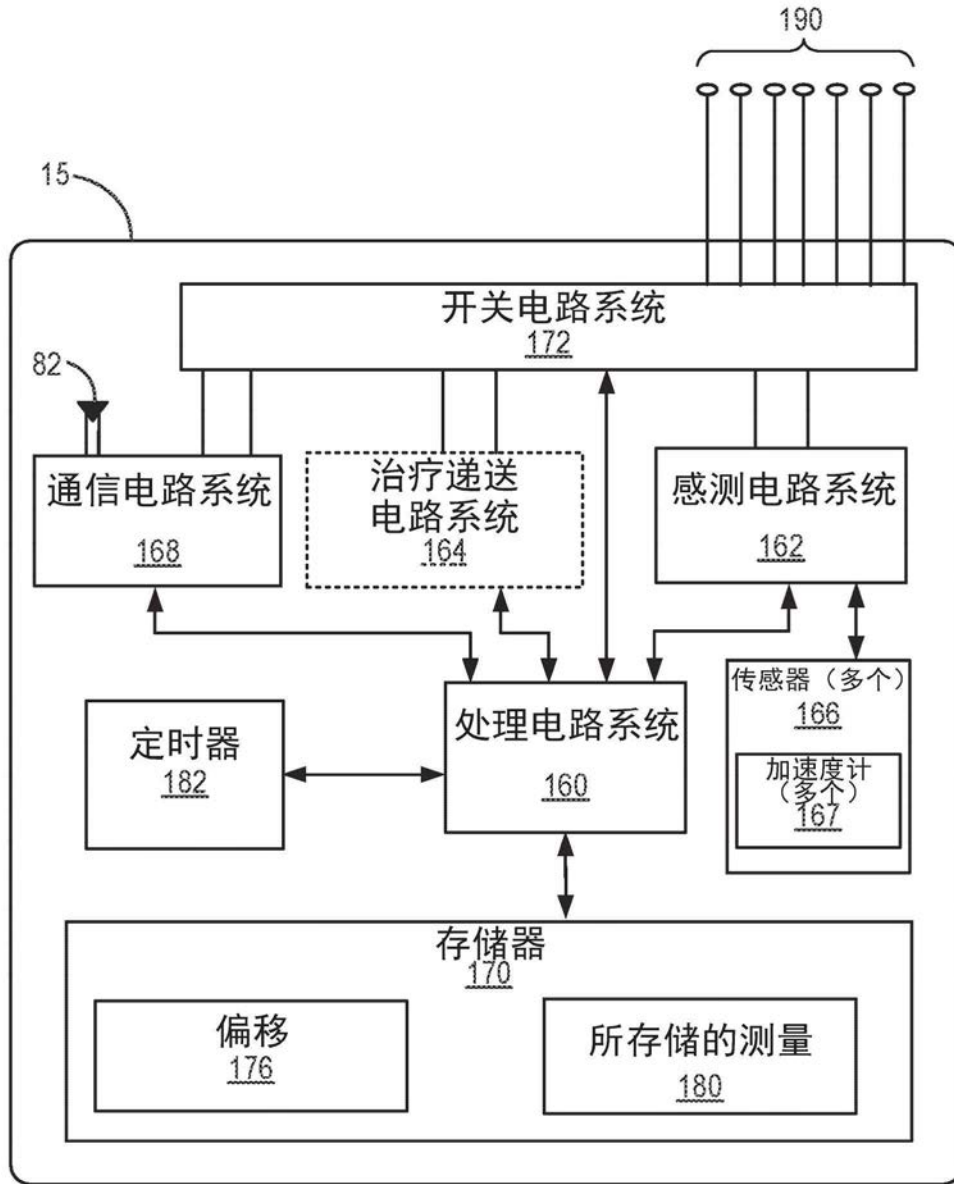 190
15
开关电路系统
172
82
通信电路系统
168
治疗递送
电路系统
164
感测电路系统
162
传感器（多个）
166
加速度计
（多个）
167
定时器
182
处理电路系统
160
存储器
170
偏移
176
所存储的测量
180